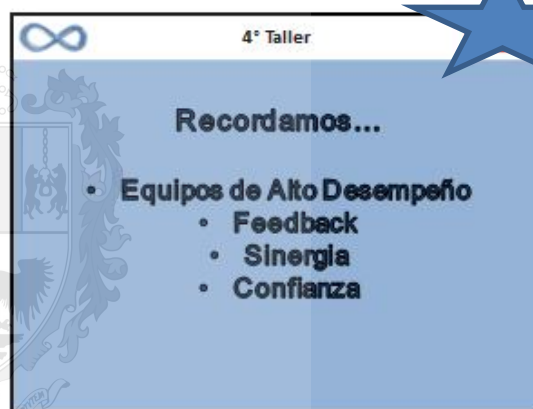 4° Taller
Recordamos...
• Equipos de Alto Desempeño
• Feedback
• Sinergia
• Confianza